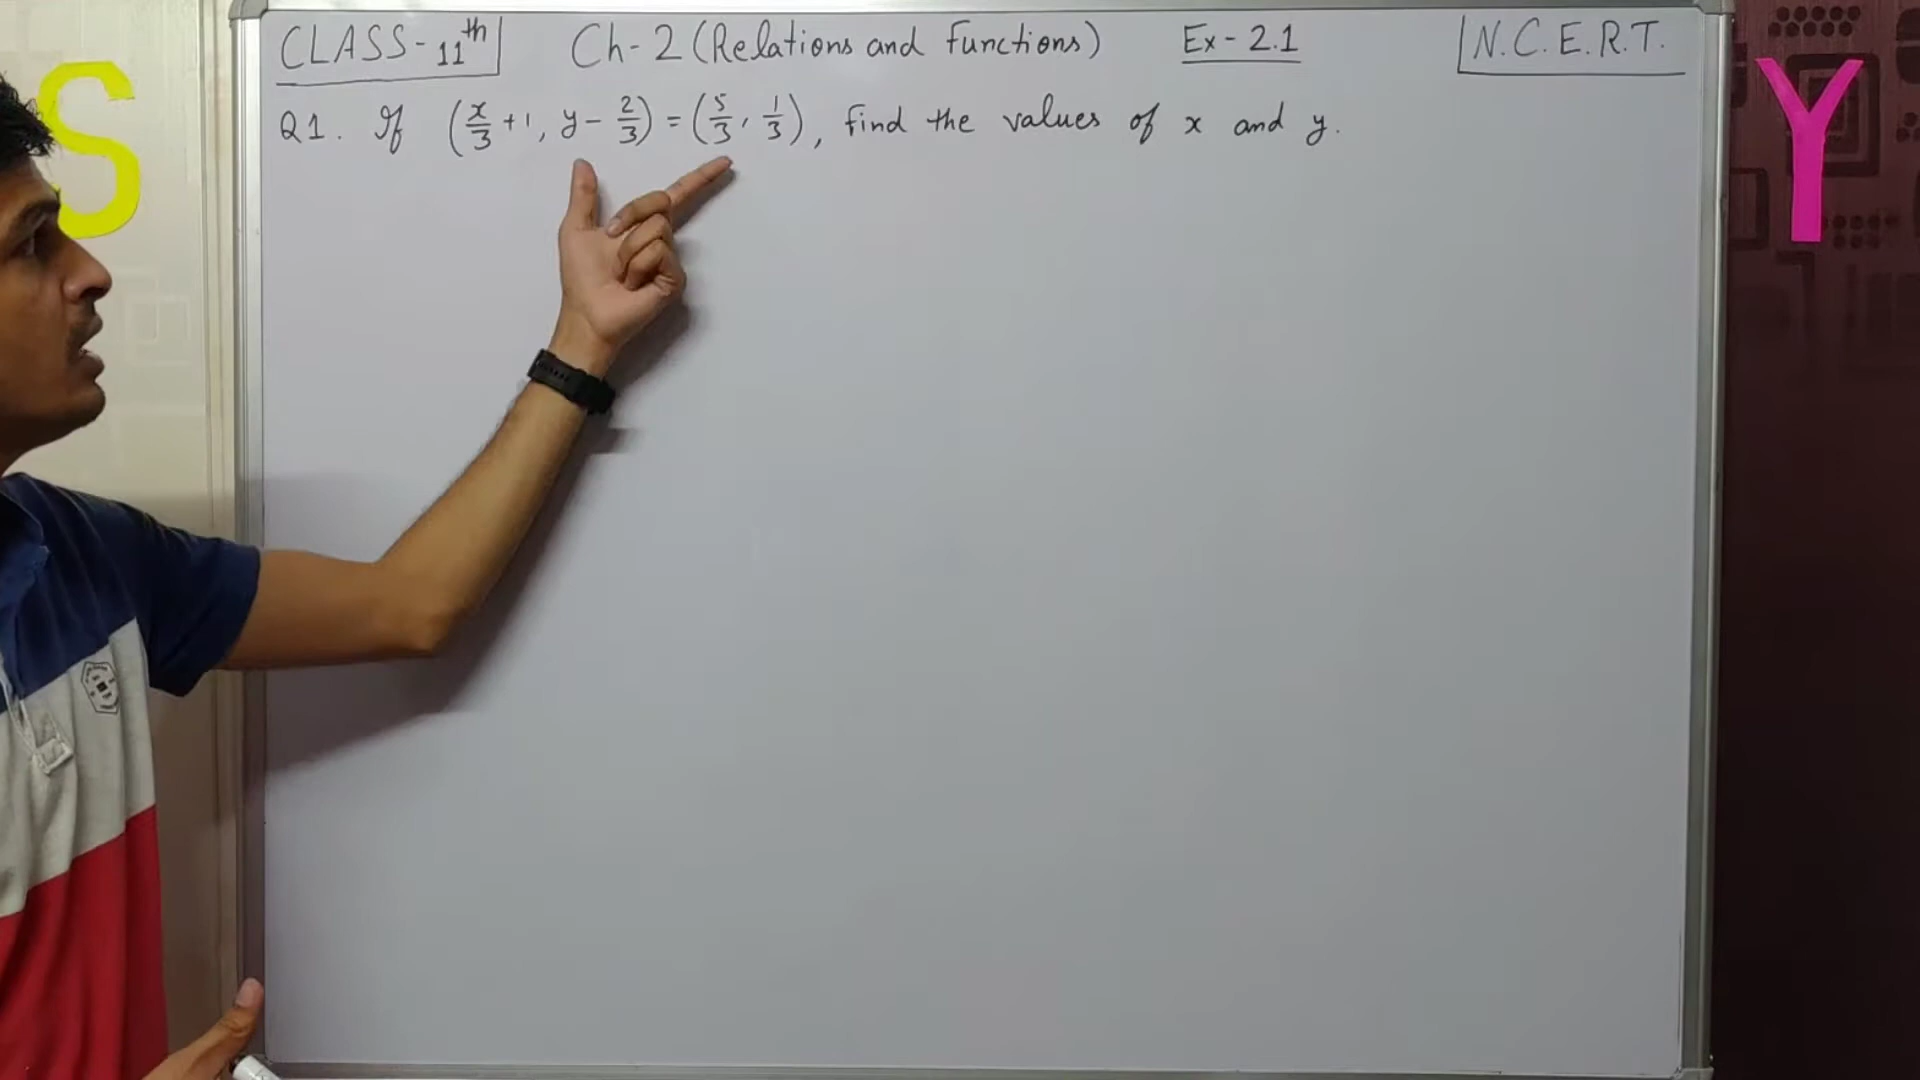 CLASS-11th Ch-2 (Relations and functions) Ex-2.1 N.C.E.R.T.
Q1. If (x/3 + 1, y - 2/3) = (5/3, 1/3), find the values of x and y.
S
Y